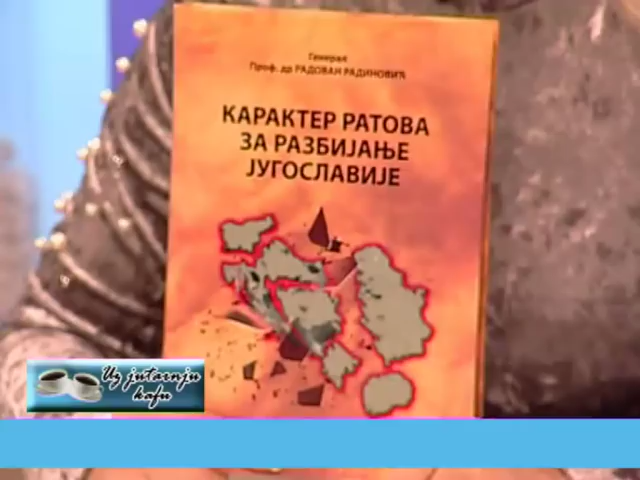 Генерал
Проф. др РАДОВАН РАДИНОВИЋ
КАРАКТЕР РАТОВА
ЗА РАЗБИЈАЊЕ
ЈУГОСЛАВИЈЕ
Uz jutarnju
kafu